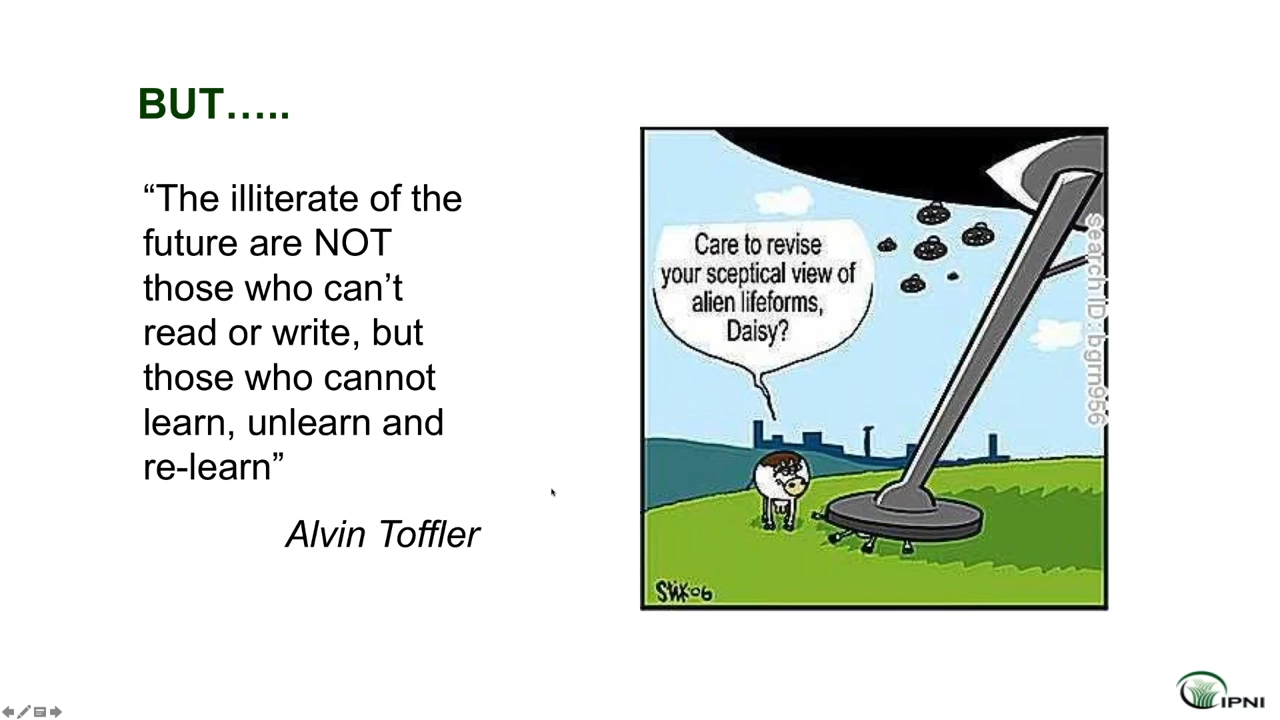 BUT…..
“The illiterate of the
future are NOT
those who can’t
read or write, but
those who cannot
learn, unlearn and
re-learn”
Alvin Toffler
Care to revise
your sceptical view of
alien lifeforms,
Daisy?
search ID: bgrn956
Stix 06
IPNI